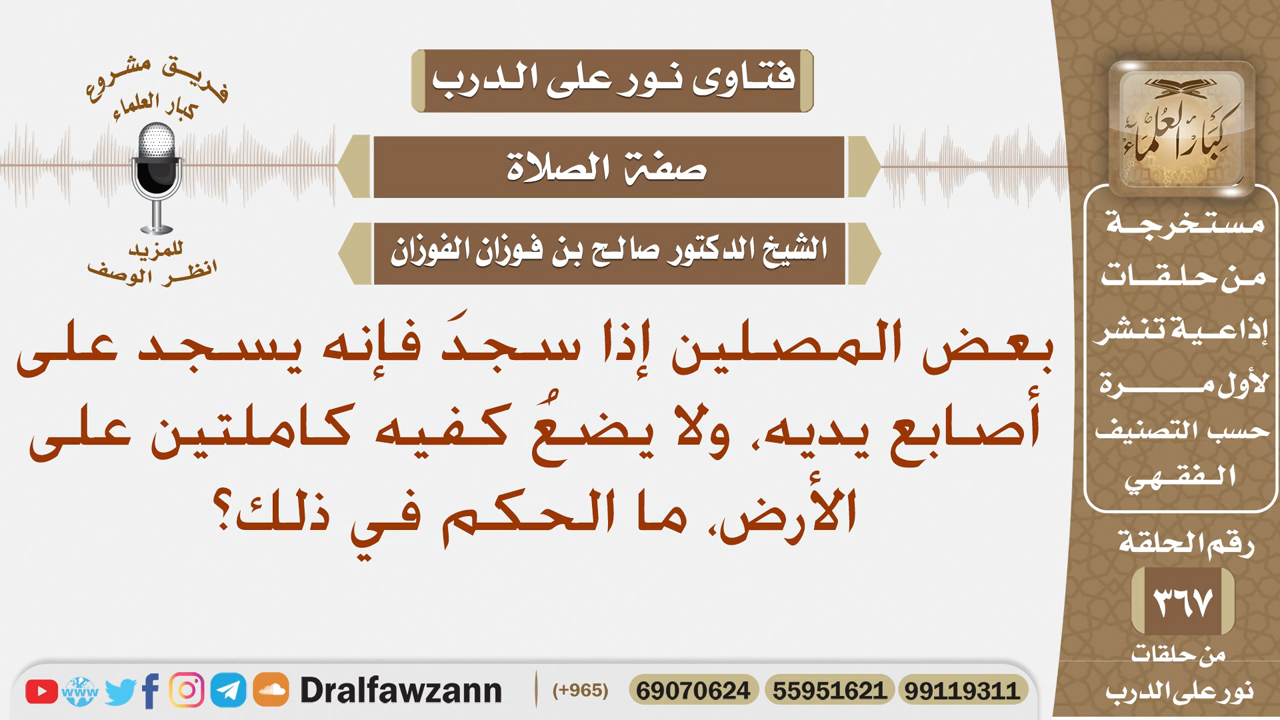 فتاوى نور على الدرب
صفة الصلاة
الشيخ الدكتور صالح بن فوزان الفوزان
بعض المصلين إذا سجدَ فإنه يسجد على
أصابع يديه، ولا يضعُ كفيه كاملتين على
الأرض، ما الحكم في ذلك؟
فريق مشروع
كبار العلماء
للمزيد
انظر الوصف
كِبَار العُلَمَاء
مستخرجة
من حلقات
إذاعية تنشر
لأول مرة
حسب التصنيف
الفقهي
رقم الحلقة
٣٦٧
من حلقات
نور على الدرب
www
Dralfawzann
(+965) 69070624 55951621 99119311